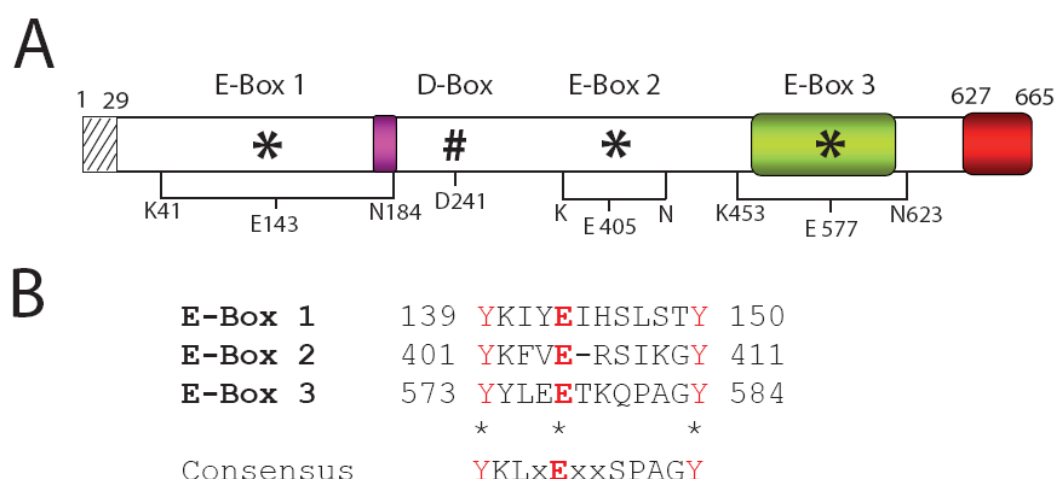 A
E-Box 1 D-Box E-Box 2 E-Box 3
1 29 627 665
* # * *
K41 E143 N184 D241 K E 405 N K453 E 577 N623
B
E-Box 1 139 YKIYEIHSLSTY 150
E-Box 2 401 YKFVE-RSIKGY 411
E-Box 3 573 YYLEETKQPAGY 584
* * *
Consensus YKLxExxSPAGY